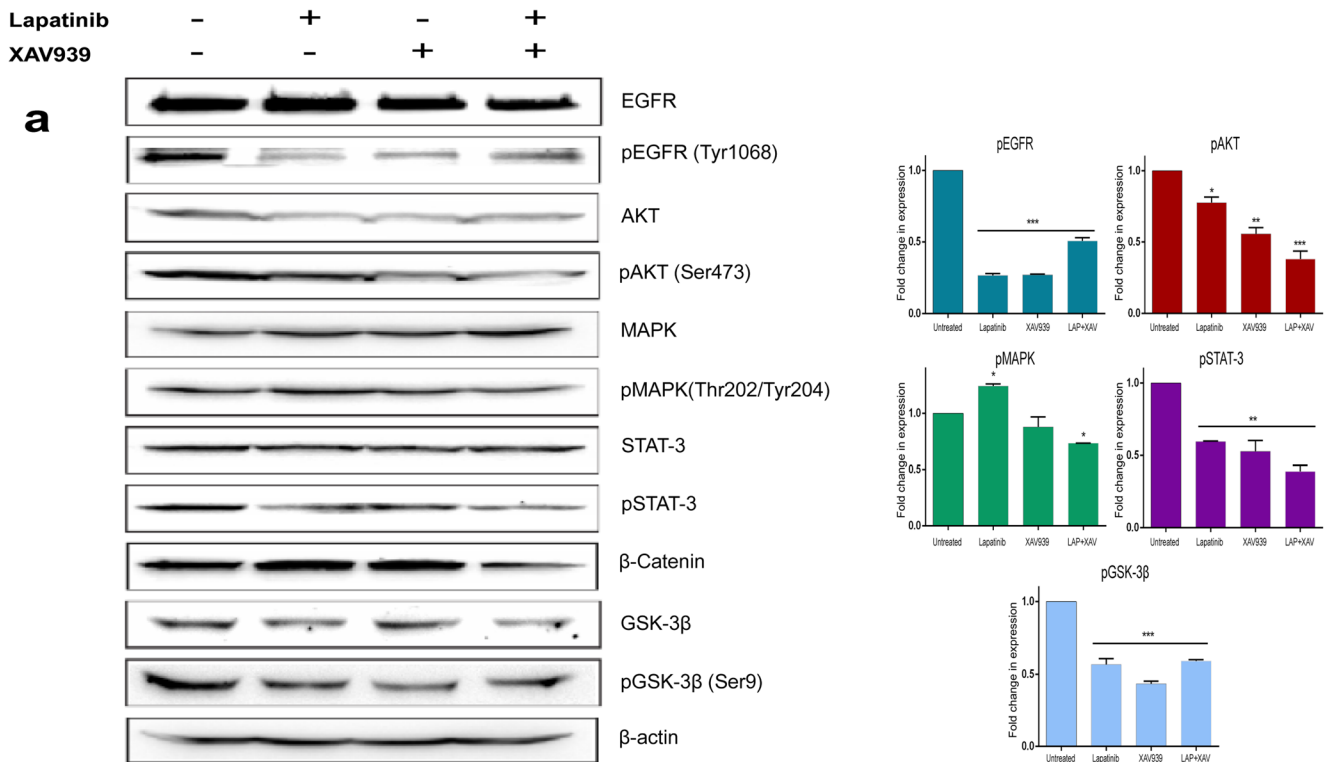 Lapatinib – + – +
XAV939 – – + +
a
EGFR
pEGFR (Tyr1068)
AKT
pAKT (Ser473)
MAPK
pMAPK(Thr202/Tyr204)
STAT-3
pSTAT-3
β-Catenin
GSK-3β
pGSK-3β (Ser9)
β-actin
pEGFR
Fold change in expression
1.0
0.5
0.0
***
Untreated Lapatinib XAV939 LAP+XAV
pAKT
Fold change in expression
1.0
0.5
0.0
*
**
***
Untreated Lapatinib XAV939 LAP+XAV
pMAPK
Fold change in expression
1.0
0.5
0.0
*
*
Untreated Lapatinib XAV939 LAP+XAV
pSTAT-3
Fold change in expression
1.0
0.5
0.0
**
Untreated Lapatinib XAV939 LAP+XAV
pGSK-3β
Fold change in expression
1.0
0.5
0.0
***
Untreated Lapatinib XAV939 LAP+XAV